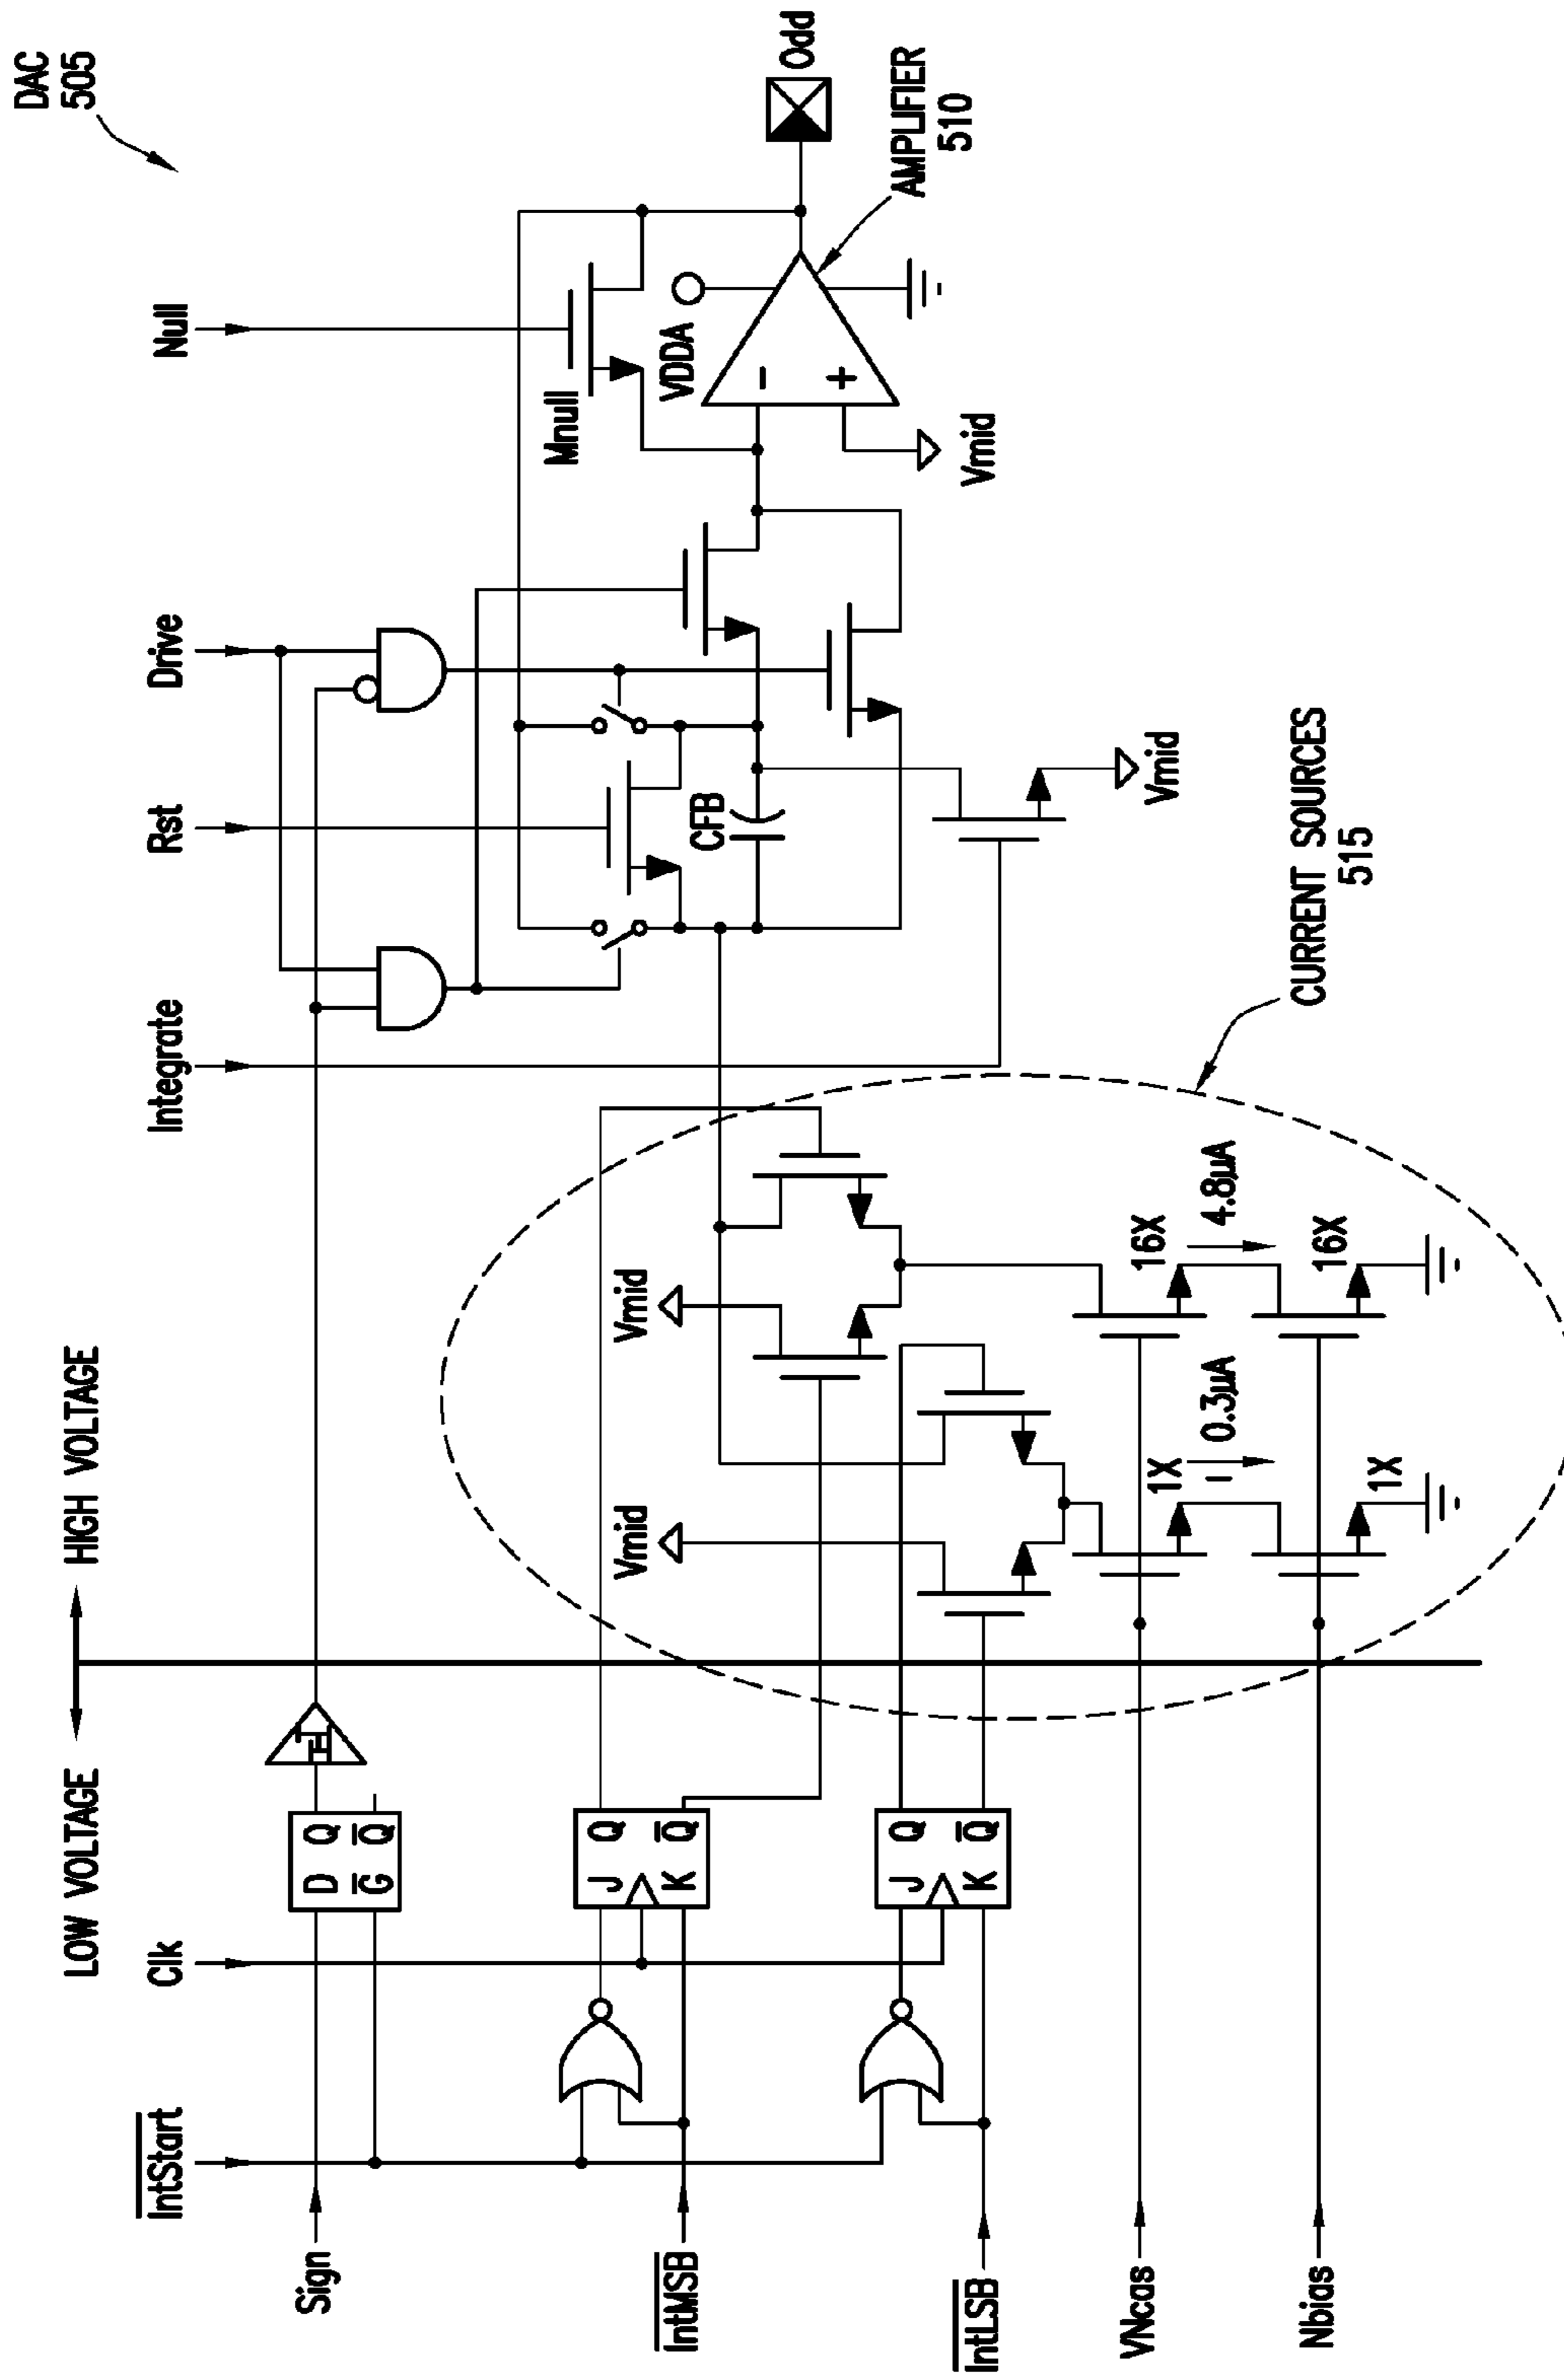 DAC
505
LOW VOLTAGE
HIGH VOLTAGE
IntStart
Clk
Integrate
Rst
Drive
Null
Sign
D Q
G Q
IntMSB
J Q
K Q
IntLSB
J Q
K Q
VNcas
Nbias
Vmid
Vmid
1X
I
0.3µA
1X
16X
4.8µA
16X
CURRENT SOURCES
515
CFB
Vmid
Mnull
VDDA
−
+
Vmid
AMPLIFIER
510
Odd